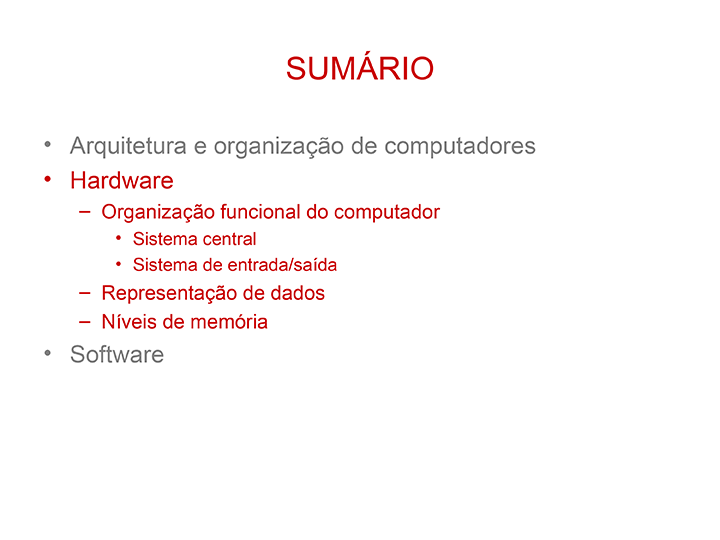 SUMÁRIO
• Arquitetura e organização de computadores
• Hardware
– Organização funcional do computador
• Sistema central
• Sistema de entrada/saída
– Representação de dados
– Níveis de memória
• Software